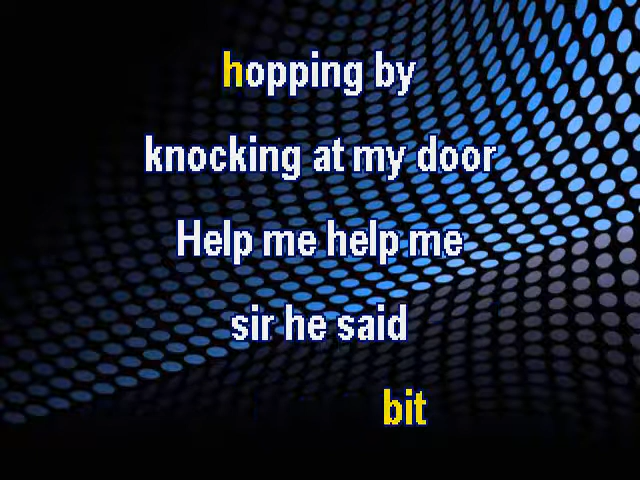 hopping by
knocking at my door
Help me help me
sir he said
bit